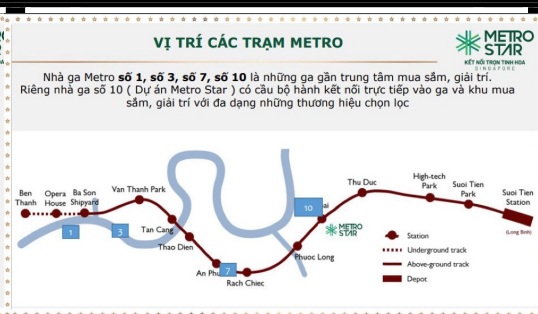 VỊ TRÍ CÁC TRẠM METRO
METRO
STAR
KẾT NỐI TRỌN TINH HOA
SINGAPORE
Nhà ga Metro số 1, số 3, số 7, số 10 là những ga gần trung tâm mua sắm, giải trí.
Riêng nhà ga số 10 ( Dự án Metro Star ) có cầu bộ hành kết nối trực tiếp vào ga và khu mua
sắm, giải trí với đa dạng những thương hiệu chọn lọc
Ben
Thanh
Opera
House
Ba Son
Shipyard
Van Thanh Park
Tan Cang
Thao Dien
An Phu
Rach Chiec
Phuoc Long
Thu Duc
High-tech
Park
Suoi Tien
Park
Suoi Tien
Station
(Long Binh)
1
3
7
10
ai
METRO
STAR
Station
Underground track
Above-ground track
Depot